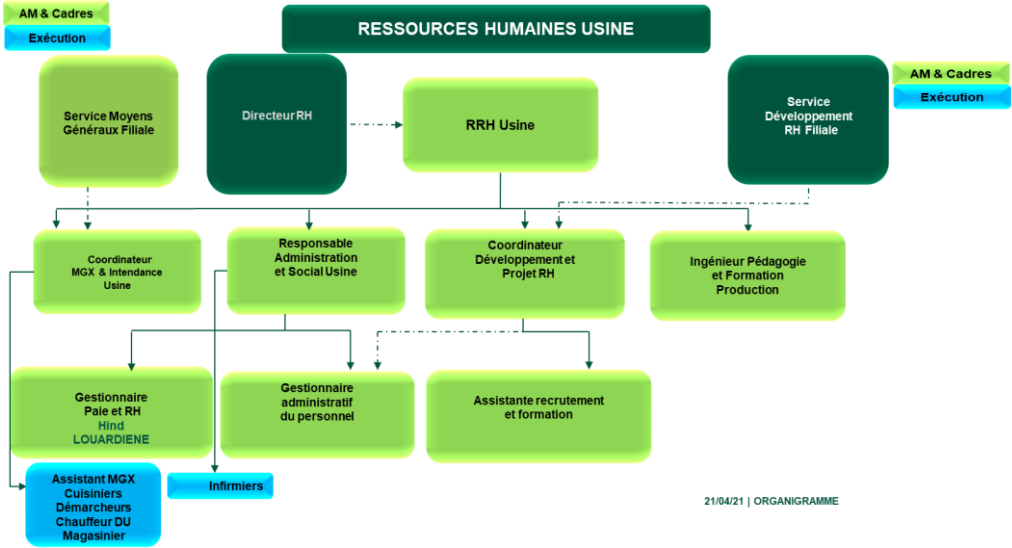 AM & Cadres
Exécution
RESSOURCES HUMAINES USINE
Service Moyens
Généraux Filiale
Directeur RH
RRH Usine
Service
Développement
RH Filiale
AM & Cadres
Exécution
Coordinateur
MGX & Intendance
Usine
Responsable
Administration
et Social Usine
Coordinateur
Développement et
Projet RH
Ingénieur Pédagogie
et Formation
Production
Gestionnaire
Paie et RH
Hind
LOUARDIENE
Gestionnaire
administratif
du personnel
Assistante recrutement
et formation
Assistant MGX
Cuisiniers
Démarcheurs
Chauffeur DU
Magasinier
Infirmiers
21/04/21 | ORGANIGRAMME